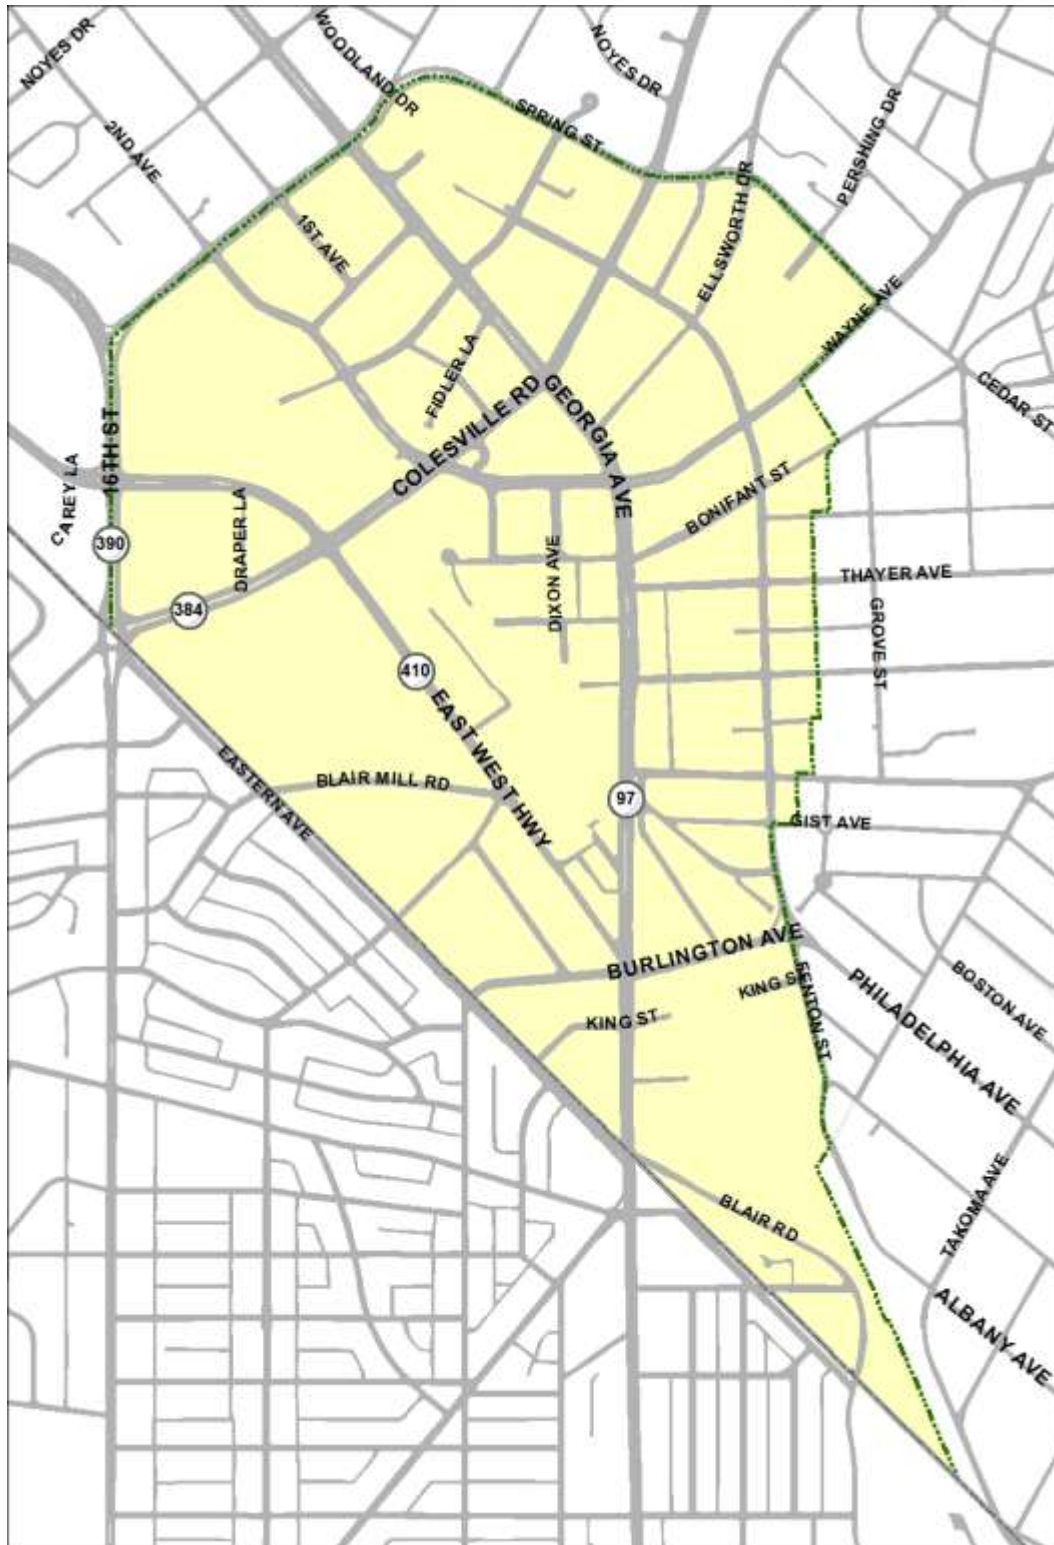 NOYES DR
WOODLAND DR
NOYES DR
2ND AVE
SPRING ST
PERSHING DR
ELLSWORTH DR
1ST AVE
WAYNE AVE
FIDLER LA
COLESVILLE RD
GEORGIA AVE
CEDAR ST
16TH ST
CAREY LA
DRAPER LA
BONIFANT ST
390
DIXON AVE
THAYER AVE
384
GROVE ST
410
EAST WEST HWY
EASTERN AVE
BLAIR MILL RD
97
GIST AVE
BURLINGTON AVE
KING ST
FENTON ST
PHILADELPHIA AVE
BOSTON AVE
KING ST
TAKOMA AVE
BLAIR RD
ALBANY AVE